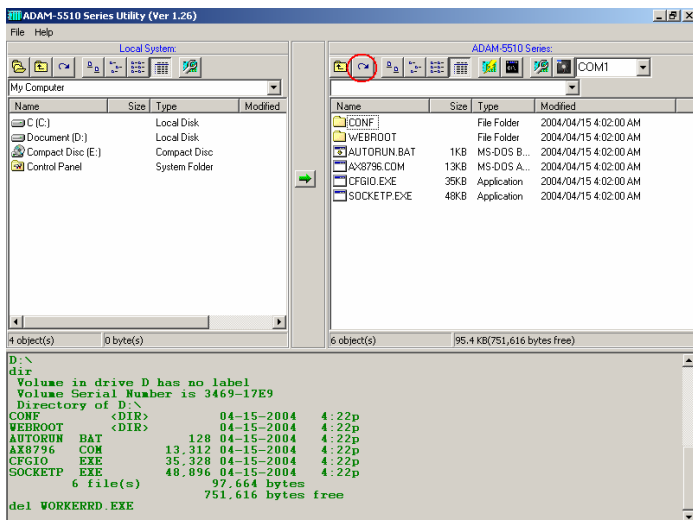 ADAM-5510 Series Utility (Ver 1.26)
File Help
Local System:
My Computer
Name Size Type Modified
C (C:) Local Disk
Document (D:) Local Disk
Compact Disc (E:) Compact Disc
Control Panel System Folder
4 object(s) 0 byte(s)
ADAM-5510 Series:
COM1
Name Size Type Modified
CONF File Folder 2004/04/15 4:02:00 AM
WEBROOT File Folder 2004/04/15 4:02:00 AM
AUTORUN.BAT 1KB MS-DOS B... 2004/04/15 4:02:00 AM
AX8796.COM 13KB MS-DOS A... 2004/04/15 4:02:00 AM
CFGIO.EXE 35KB Application 2004/04/15 4:02:00 AM
SOCKETP.EXE 48KB Application 2004/04/15 4:02:00 AM
6 object(s) 95.4 KB(751,616 bytes free)
D:\
dir
Volume in drive D has no label
Volume Serial Number is 3469-17E9
Directory of D:\
CONF <DIR> 04-15-2004 4:22p
WEBROOT <DIR> 04-15-2004 4:22p
AUTORUN BAT 128 04-15-2004 4:22p
AX8796 COM 13,312 04-15-2004 4:22p
CFGIO EXE 35,328 04-15-2004 4:22p
SOCKETP EXE 48,896 04-15-2004 4:22p
6 file(s) 97,664 bytes
751,616 bytes free
del WORKERRD.EXE